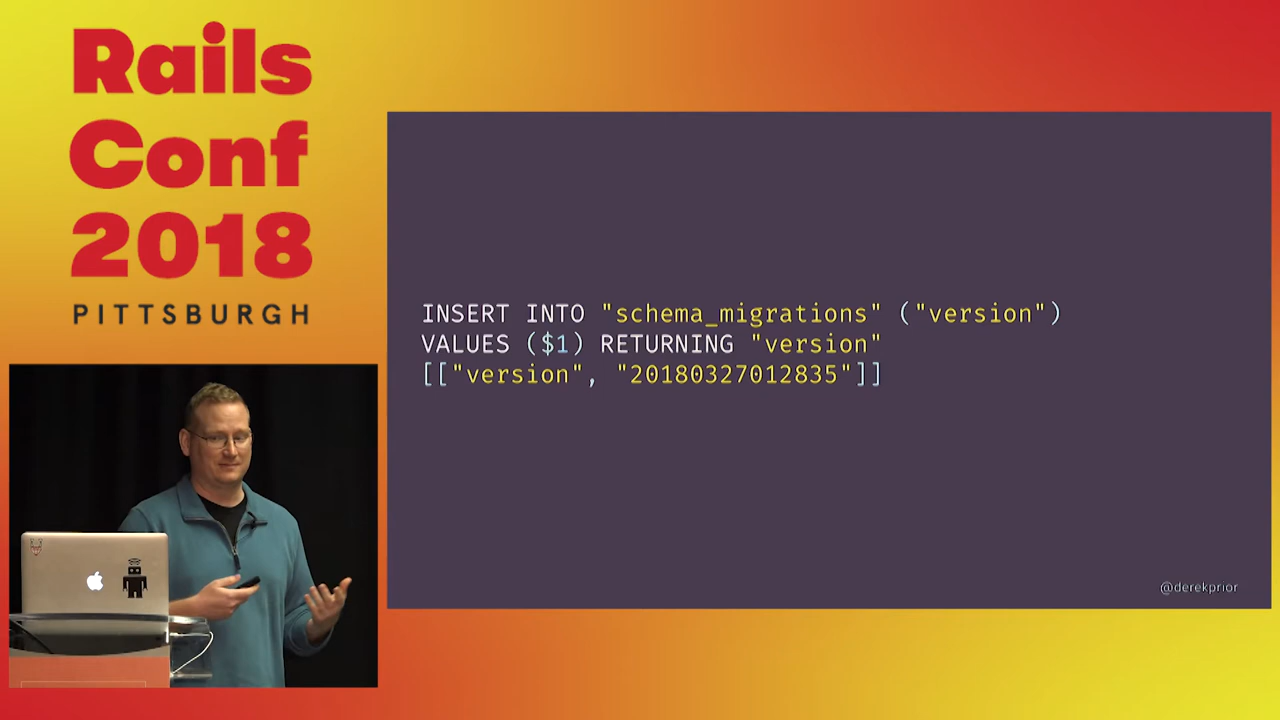 Rails
Conf
2018
PITTSBURGH
INSERT INTO "schema_migrations" ("version")
VALUES ($1) RETURNING "version"
[["version", "20180327012835"]]
@derekprior